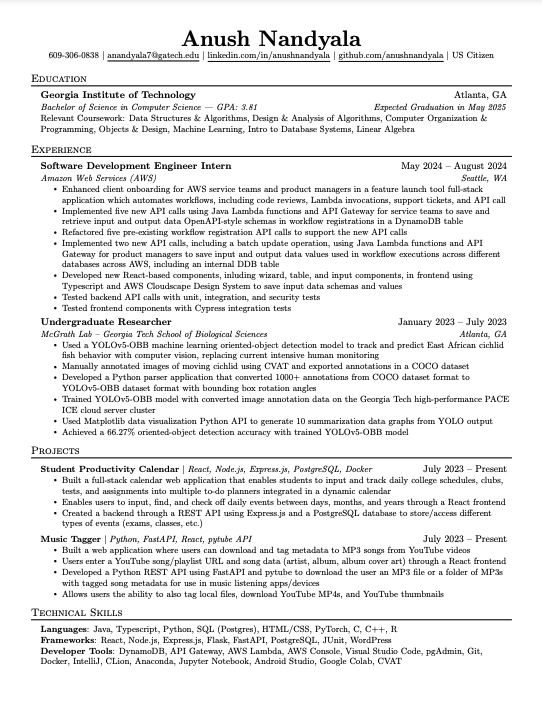 Anush Nandyala
609-306-0838 | anandyala7@gatech.edu | linkedin.com/in/anushnandyala | github.com/anushnandyala | US Citizen
Education
Georgia Institute of Technology Atlanta, GA
Bachelor of Science in Computer Science — GPA: 3.81 Expected Graduation in May 2025
Relevant Coursework: Data Structures & Algorithms, Design & Analysis of Algorithms, Computer Organization &
Programming, Objects & Design, Machine Learning, Intro to Database Systems, Linear Algebra
Experience
Software Development Engineer Intern May 2024 – August 2024
Amazon Web Services (AWS) Seattle, WA
• Enhanced client onboarding for AWS service teams and product managers in a feature launch tool full-stack
application which automates workflows, including code reviews, Lambda invocations, support tickets, and API call
• Implemented five new API calls using Java Lambda functions and API Gateway for service teams to save and
retrieve input and output data OpenAPI-style schemas in workflow registrations in a DynamoDB table
• Refactored five pre-existing workflow registration API calls to support the new API calls
• Implemented two new API calls, including a batch update operation, using Java Lambda functions and API
Gateway for product managers to save input and output data values used in workflow executions across different
databases across AWS, including an internal DDB table
• Developed new React-based components, inluding wizard, table, and input components, in frontend using
Typescript and AWS Cloudscape Design System to save input data schemas and values
• Tested backend API calls with unit, integration, and security tests
• Tested frontend components with Cypress integration tests
Undergraduate Researcher January 2023 – July 2023
McGrath Lab – Georgia Tech School of Biological Sciences Atlanta, GA
• Used a YOLOv5-OBB machine learning oriented-object detection model to track and predict East African cichlid
fish behavior with computer vision, replacing current intensive human monitoring
• Manually annotated images of moving cichlid using CVAT and exported annotations in a COCO dataset
• Developed a Python parser application that converted 1000+ annotations from COCO dataset format to
YOLOv5-OBB dataset format with bounding box rotation angles
• Trained YOLOv5-OBB model with converted image annotation data on the Georgia Tech high-performance PACE
ICE cloud server cluster
• Used Matplotlib data visualization Python API to generate 10 summarization data graphs from YOLO output
• Achieved a 66.27% oriented-object detection accuracy with trained YOLOv5-OBB model
Projects
Student Productivity Calendar | React, Node.js, Express.js, PostgreSQL, Docker July 2023 – Present
• Built a full-stack calendar web application that enables students to input and track daily college schedules, clubs,
tests, and assignments into multiple to-do planners integrated in a dynamic calendar
• Enables users to input, find, and check off daily events between days, months, and years through a React frontend
• Created a backend through a REST API using Express.js and a PostgreSQL database to store/access different
types of events (exams, classes, etc.)
Music Tagger | Python, FastAPI, React, pytube API July 2023 – Present
• Built a web application where users can download and tag metadata to MP3 songs from YouTube videos
• Users enter a YouTube song/playlist URL and song data (artist, album, album cover art) through a React frontend
• Developed a Python REST API using FastAPI and pytube to download the user an MP3 file or a folder of MP3s
with tagged song metadata for use in music listening apps/devices
• Allows users the ability to also tag local files, download YouTube MP4s, and YouTube thumbnails
Technical Skills
Languages: Java, Typescript, Python, SQL (Postgres), HTML/CSS, PyTorch, C, C++, R
Frameworks: React, Node.js, Express.js, Flask, FastAPI, PostgreSQL, JUnit, WordPress
Developer Tools: DynamoDB, API Gateway, AWS Lambda, AWS Console, Visual Studio Code, pgAdmin, Git,
Docker, IntelliJ, CLion, Anaconda, Jupyter Notebook, Android Studio, Google Colab, CVAT